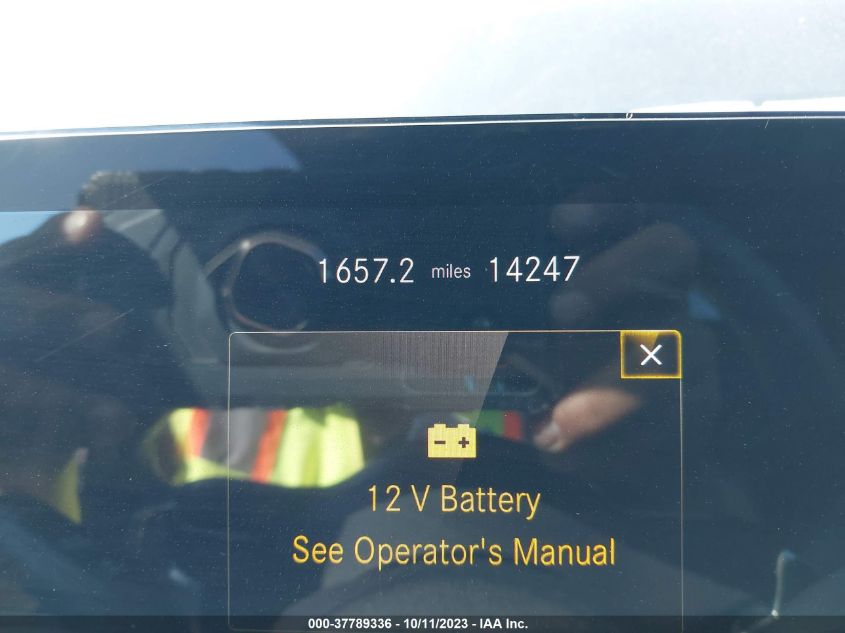 1657.2 miles 14247
12 V Battery
See Operator's Manual
000-37789336 - 10/11/2023 - IAA Inc.